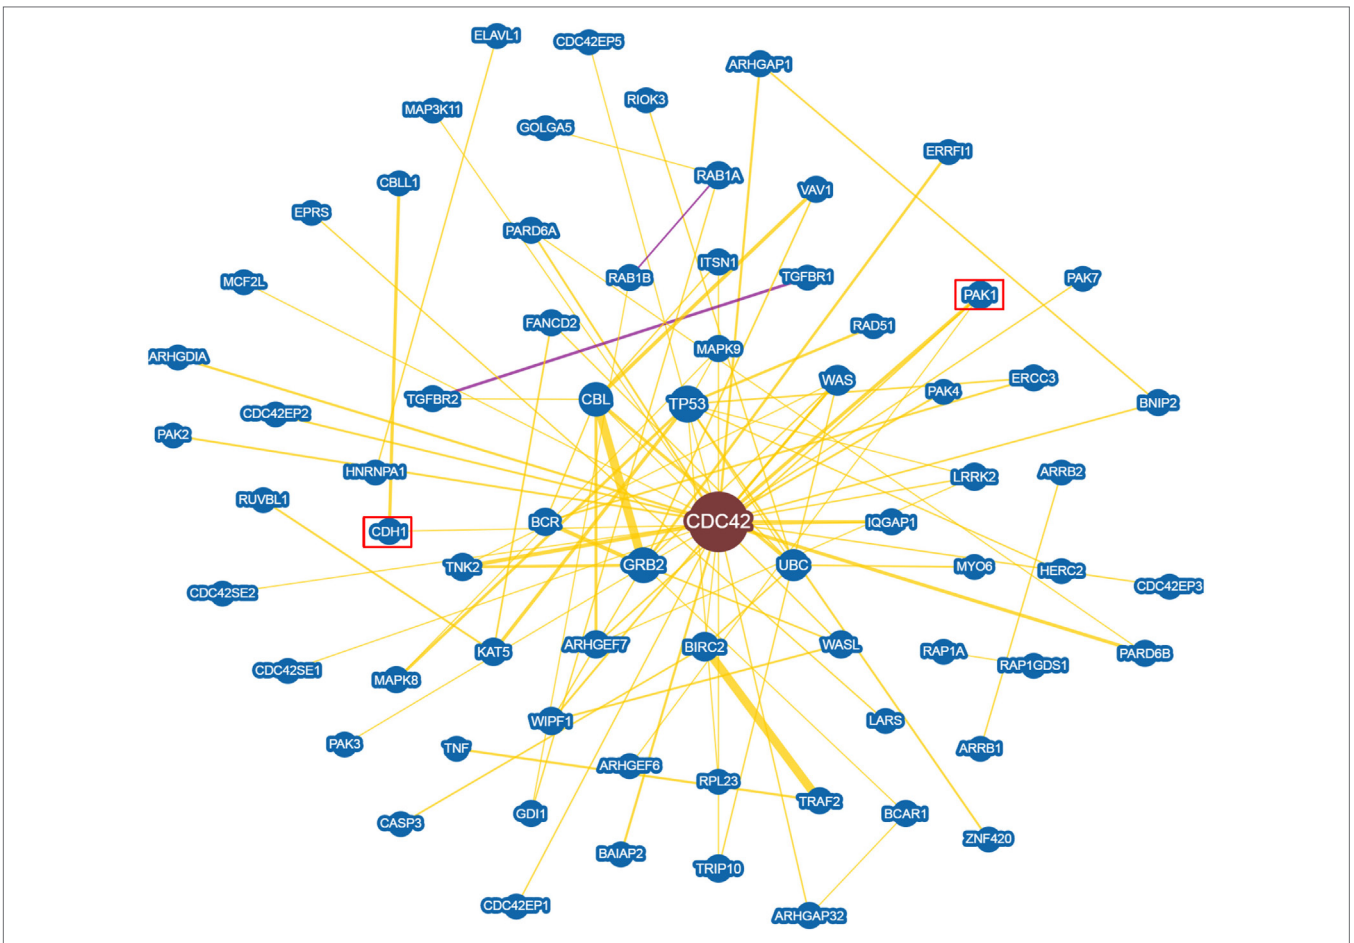 ELAVL1
CDC42EP5
ARHGAP1
RIOK3
MAP3K11
GOLGA5
ERRFI1
RAB1A
CBLL1
VAV1
EPRS
PARD6A
ITSN1
RAB1B
TGFBR1
PAK7
MCF2L
PAK1
FANCD2
RAD51
MAPK9
ARHGDIA
WAS
ERCC3
PAK4
TGFBR2
CBL
TP53
BNIP2
CDC42EP2
PAK2
HNRNPA1
ARRB2
LRRK2
RUVBL1
CDC42
BCR
IQGAP1
CDH1
TNK2
GRB2
UBC
MYO6
HERC2
CDC42EP3
CDC42SE2
ARHGEF7
BIRC2
WASL
KAT5
RAP1A
PARD6B
RAP1GDS1
CDC42SE1
MAPK8
WIPF1
LARS
PAK3
TNF
ARRB1
ARHGEF6
RPL23
TRAF2
GDI1
BCAR1
CASP3
ZNF420
BAIAP2
TRIP10
CDC42EP1
ARHGAP32